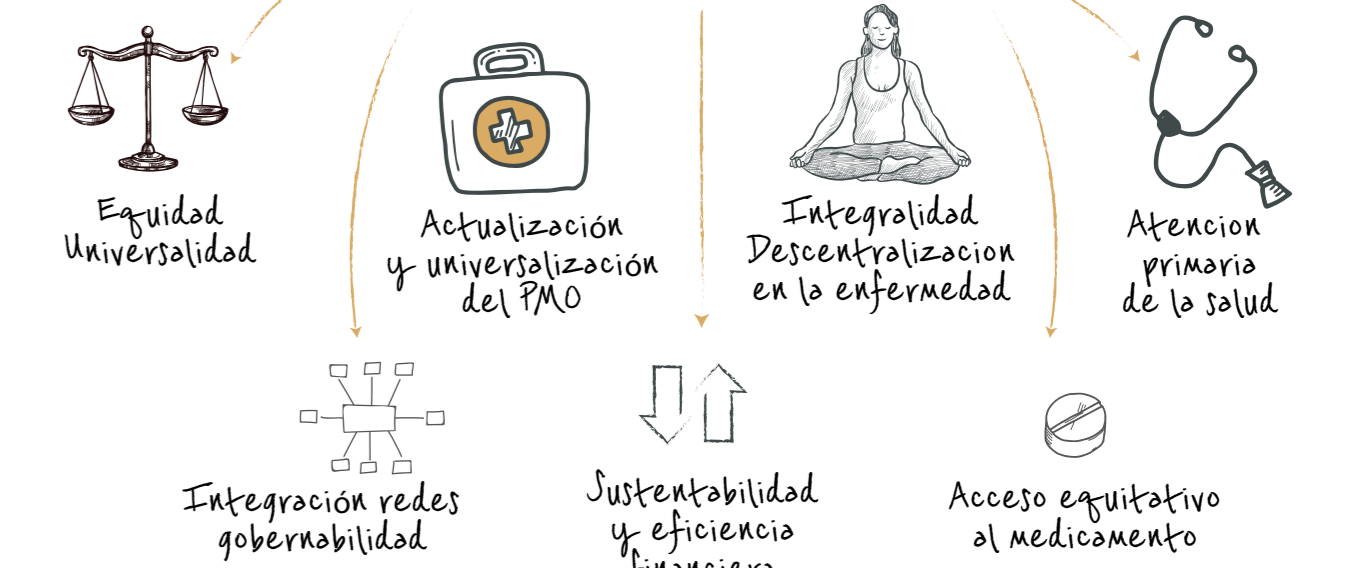 Equidad
Universalidad
Actualización
y universalización
del PMO
Integralidad
Descentralizacion
en la enfermedad
Atencion
primaria
de la salud
Integración redes
gobernabilidad
Sustentabilidad
y eficiencia
financiera
Acceso equitativo
al medicamento